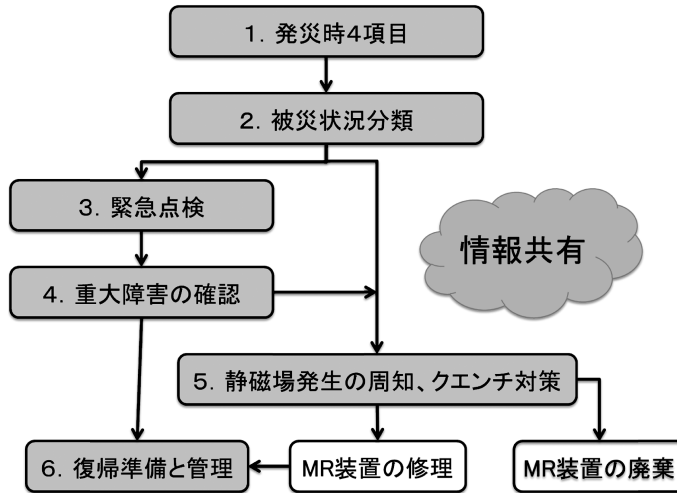 1．発災時4項目
2．被災状況分類
3．緊急点検
情報共有
4．重大障害の確認
5．静磁場発生の周知、クエンチ対策
6．復帰準備と管理
MR装置の修理
MR装置の廃棄